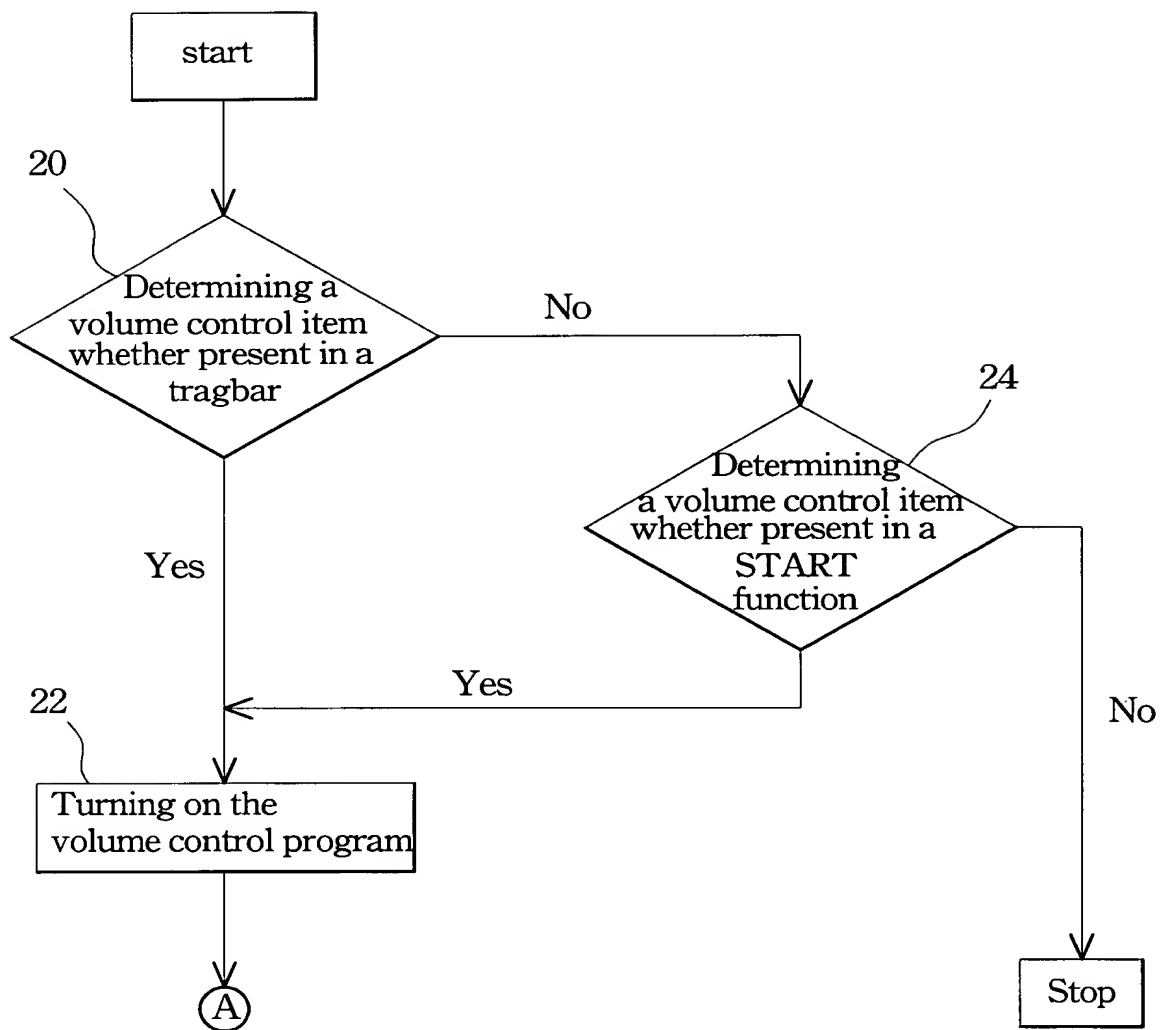 start
20
Determining a
volume control item
whether present in a
tragbar
No
24
Determining
a volume control item
whether present in a
START
function
Yes
Yes
No
22
Turning on the
volume control program
A
Stop